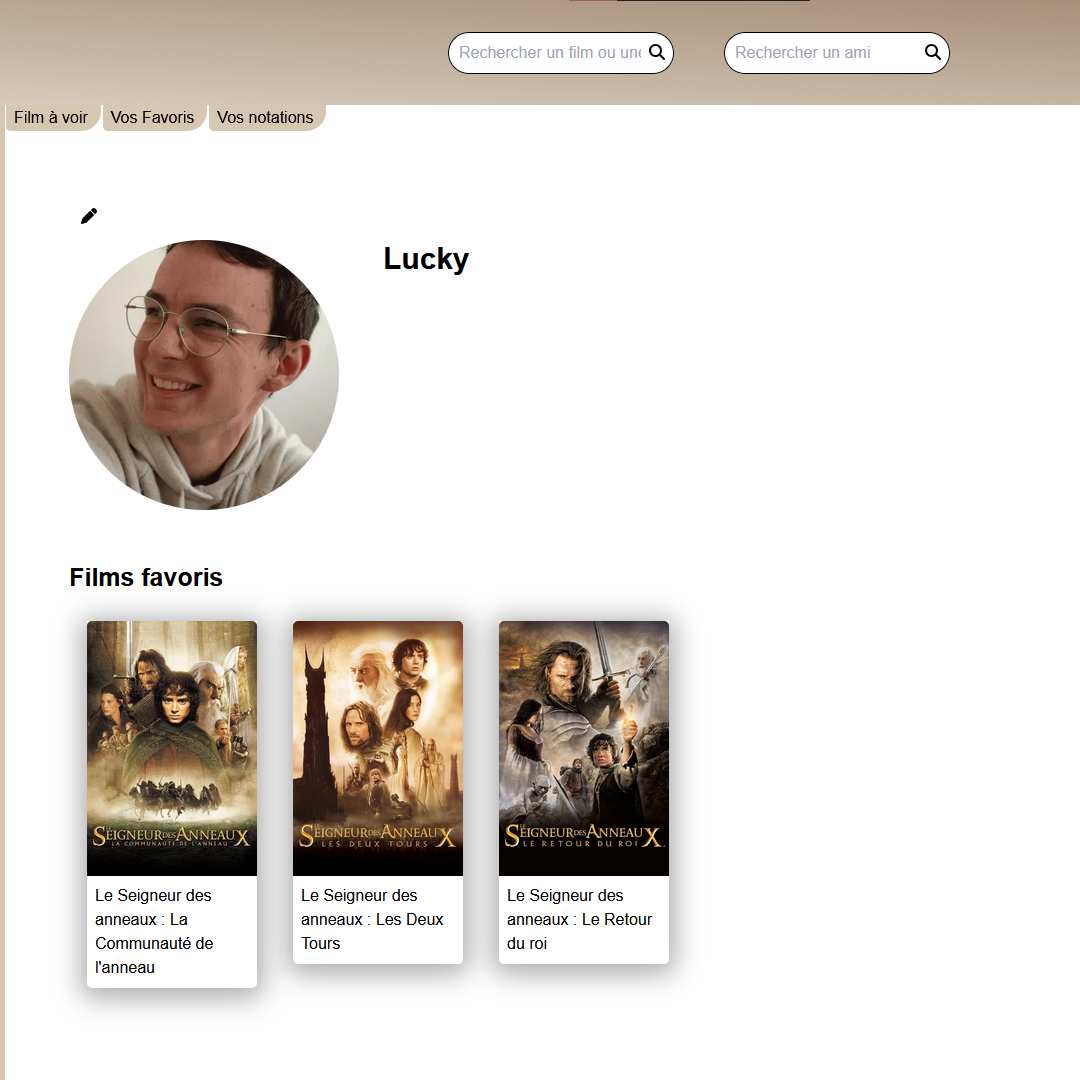 Rechercher un film ou une
Rechercher un ami
Film à voir
Vos Favoris
Vos notations
Lucky
Films favoris
LE SEIGNEUR DES ANNEAUX
LA COMMUNAUTÉ DE L'ANNEAU
LE SEIGNEUR DES ANNEAUX
LES DEUX TOURS
LE SEIGNEUR DES ANNEAUX
LE RETOUR DU ROI
Le Seigneur des
anneaux : La
Communauté de
l'anneau
Le Seigneur des
anneaux : Les Deux
Tours
Le Seigneur des
anneaux : Le Retour
du roi